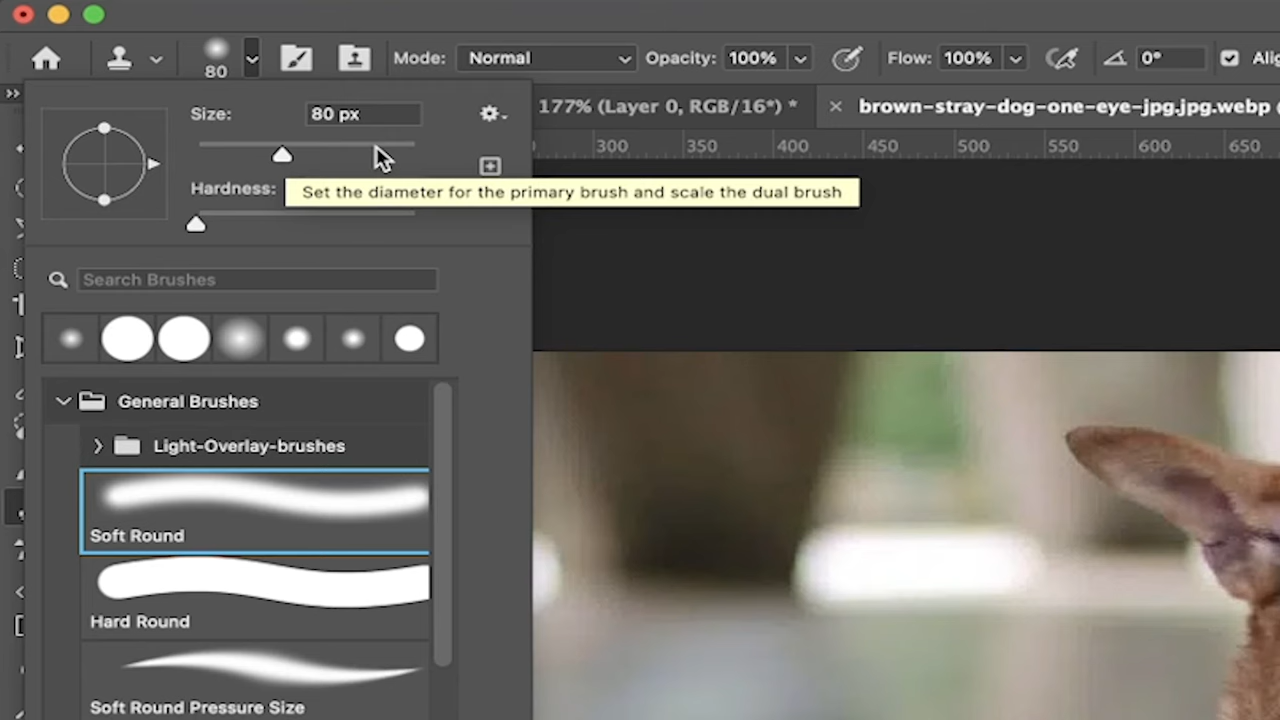 80
Mode: Normal Opacity: 100% Flow: 100% 0° Alig
177% (Layer 0, RGB/16*) * × brown-stray-dog-one-eye-jpg.jpg.webp
Size: 80 px
300 350 400 450 500 550 600 650
Hardness:
Set the diameter for the primary brush and scale the dual brush
Search Brushes
General Brushes
Light-Overlay-brushes
Soft Round
Hard Round
Soft Round Pressure Size